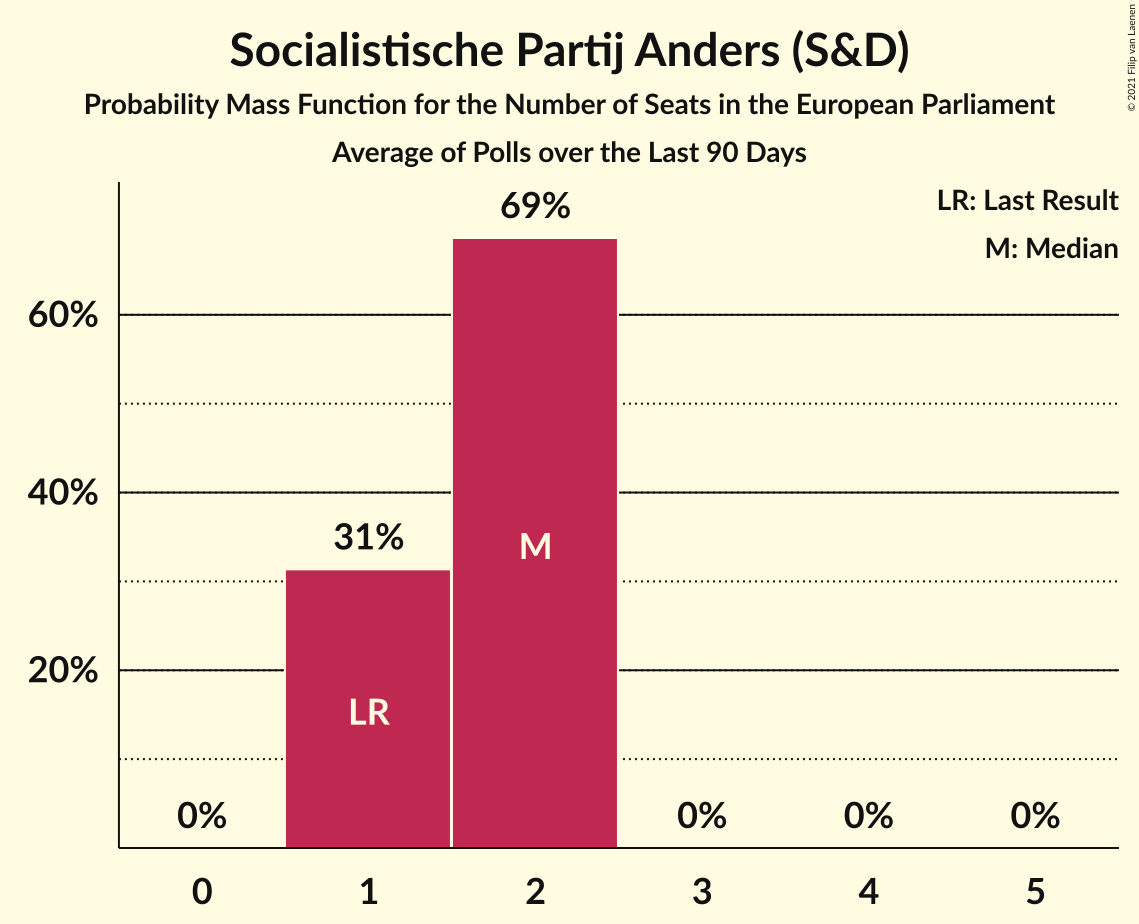 Socialistische Partij Anders (S&D)
Probability Mass Function for the Number of Seats in the European Parliament
Average of Polls over the Last 90 Days
© 2021 Filip van Laenen
LR: Last Result
M: Median
69%
60%
40%
31%
M
20%
LR
0%
0%
0%
0%
0 1 2 3 4 5